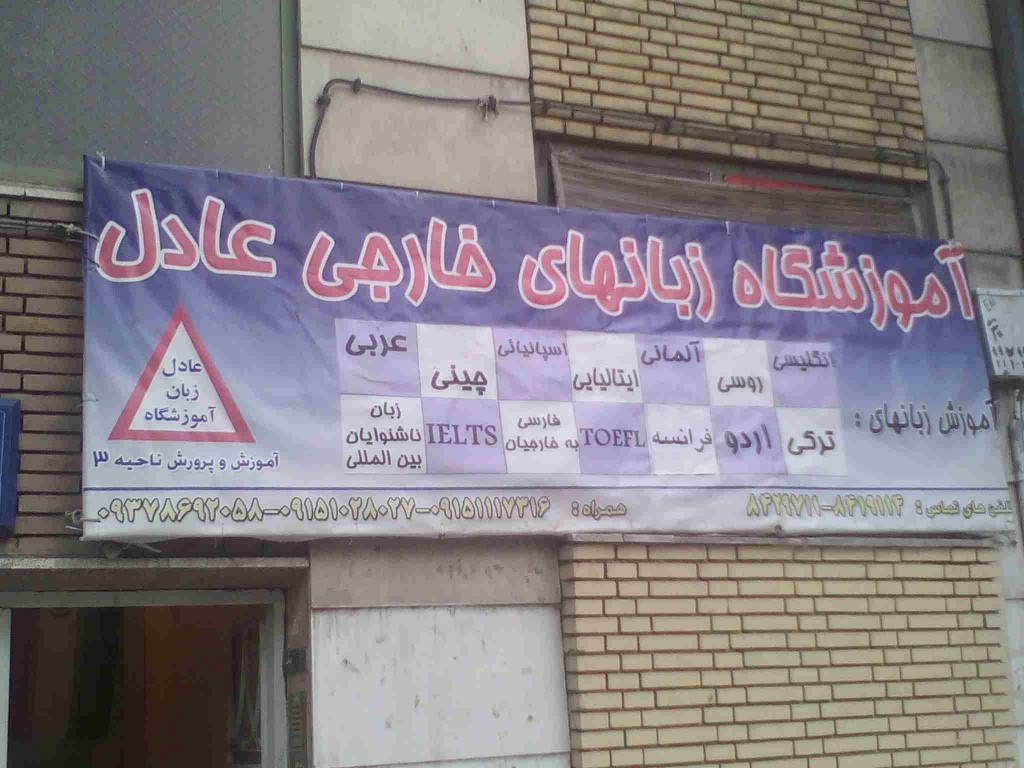 آموزشگاه زبانهای خارجی عادل
آموزش زبانهای :
انگلیسی روسی آلمانی ایتالیایی اسپانیائی چینی عربی
ترکی اردو فرانسه TOEFL فارسی به خارجیان IELTS زبان ناشنوایان بین المللی
عادل
زبان
آموزشگاه
آموزش و پرورش ناحیه ۳
تلفن های تماس : ۸۴۱۹۱۱۴-۸۴۲۹۷۱۱ همراه : ۰۹۱۵۱۱۱۷۳۱۶-۰۹۱۵۱۰۲۸۰۲۷-۰۹۳۷۸۶۹۲۰۵۸